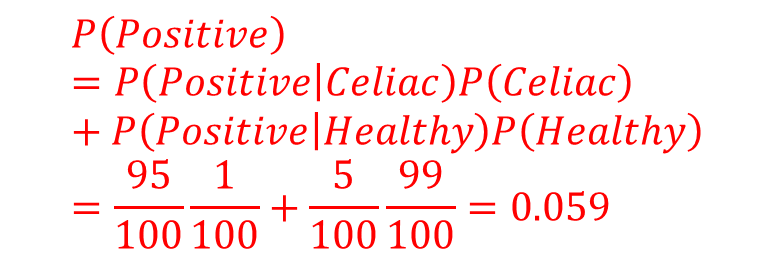 P(Positive)
= P(Positive|Celiac)P(Celiac)
+ P(Positive|Healthy)P(Healthy)
= 95/100 1/100 + 5/100 99/100 = 0.059